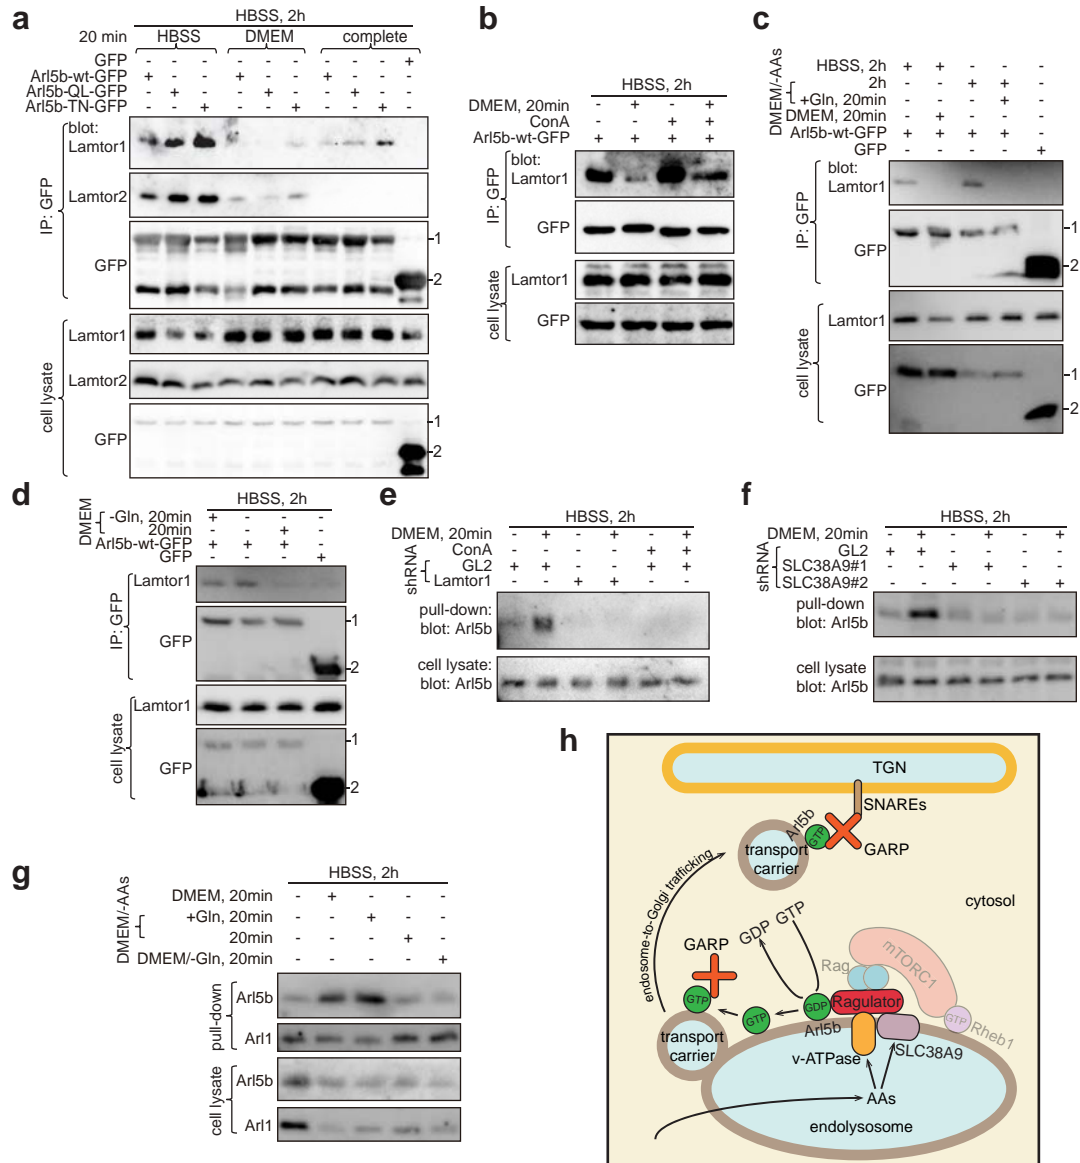 a
HBSS, 2h
20 min HBSS DMEM complete
GFP - - - - - - - - - +
Arl5b-wt-GFP + - - + - - + - - -
Arl5b-QL-GFP - + - - + - - + - -
Arl5b-TN-GFP - - + - - + - - + -
IP: GFP
blot:
Lamtor1
Lamtor2
GFP
1
2
cell lysate
Lamtor1
Lamtor2
GFP
1
2
b
HBSS, 2h
DMEM, 20min - + - +
ConA - - + +
Arl5b-wt-GFP + + + +
IP: GFP
blot:
Lamtor1
GFP
cell lysate
Lamtor1
GFP
c
DMEM/-AAs
HBSS, 2h + + - - -
2h - - + + -
+Gln, 20min - - - + -
DMEM, 20min - + - - -
Arl5b-wt-GFP + + + + -
GFP - - - - +
IP: GFP
blot:
Lamtor1
GFP
1
2
cell lysate
Lamtor1
GFP
1
2
d
HBSS, 2h
DMEM
-Gln, 20min + - - -
20min - - + -
Arl5b-wt-GFP + + + -
GFP - - - +
IP: GFP
Lamtor1
GFP
1
2
cell lysate
Lamtor1
GFP
1
2
e
HBSS, 2h
DMEM, 20min - + - + - +
ConA - - - - + +
shRNA
GL2 + + - - + +
Lamtor1 - - + + - -
pull-down:
blot: Arl5b
cell lysate:
blot: Arl5b
f
HBSS, 2h
DMEM, 20min - + - + - +
shRNA
GL2 + + - - - -
SLC38A9#1 - - + + - -
SLC38A9#2 - - - - + +
pull-down
blot: Arl5b
cell lysate
blot: Arl5b
g
HBSS, 2h
DMEM/-AAs
DMEM, 20min - + - - -
+Gln, 20min - - + - -
20min - - - + -
DMEM/-Gln, 20min - - - - +
pull-down
Arl5b
Arl1
cell lysate
Arl5b
Arl1
h
TGN
SNAREs
Arl5b
GTP
transport
carrier
GARP
endosome-to-Golgi trafficking
cytosol
GDP GTP
GARP
mTORC1
Rag
GTP
GTP
GDP
Ragulator
GTP
Rheb1
Arl5b
transport
carrier
v-ATPase
SLC38A9
AAs
endolysosome